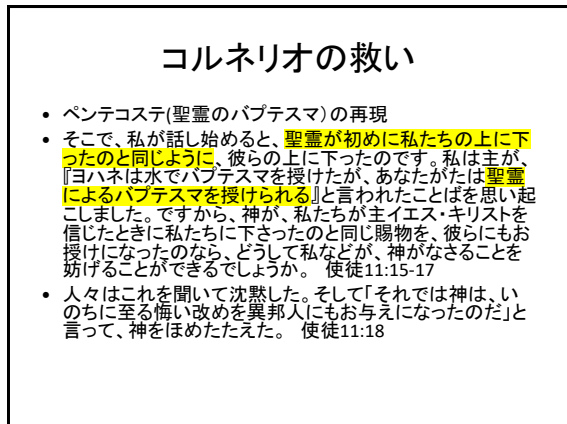 コルネリオの救い
• ペンテコステ(聖霊のバプテスマ)の再現
• そこで、私が話し始めると、聖霊が初めに私たちの上に下
ったのと同じように、彼らの上に下ったのです。私は主が、
『ヨハネは水でバプテスマを授けたが、あなたがたは聖霊
によるバプテスマを授けられる』と言われたことばを思い起
こしました。ですから、神が、私たちが主イエス・キリストを
信じたときに私たちに下さったのと同じ賜物を、彼らにもお
授けになったのなら、どうして私などが、神がなさることを
妨げることができるでしょうか。 使徒11:15-17
• 人々はこれを聞いて沈黙した。そして「それでは神は、い
のちに至る悔い改めを異邦人にもお与えになったのだ」と
言って、神をほめたたえた。 使徒11:18